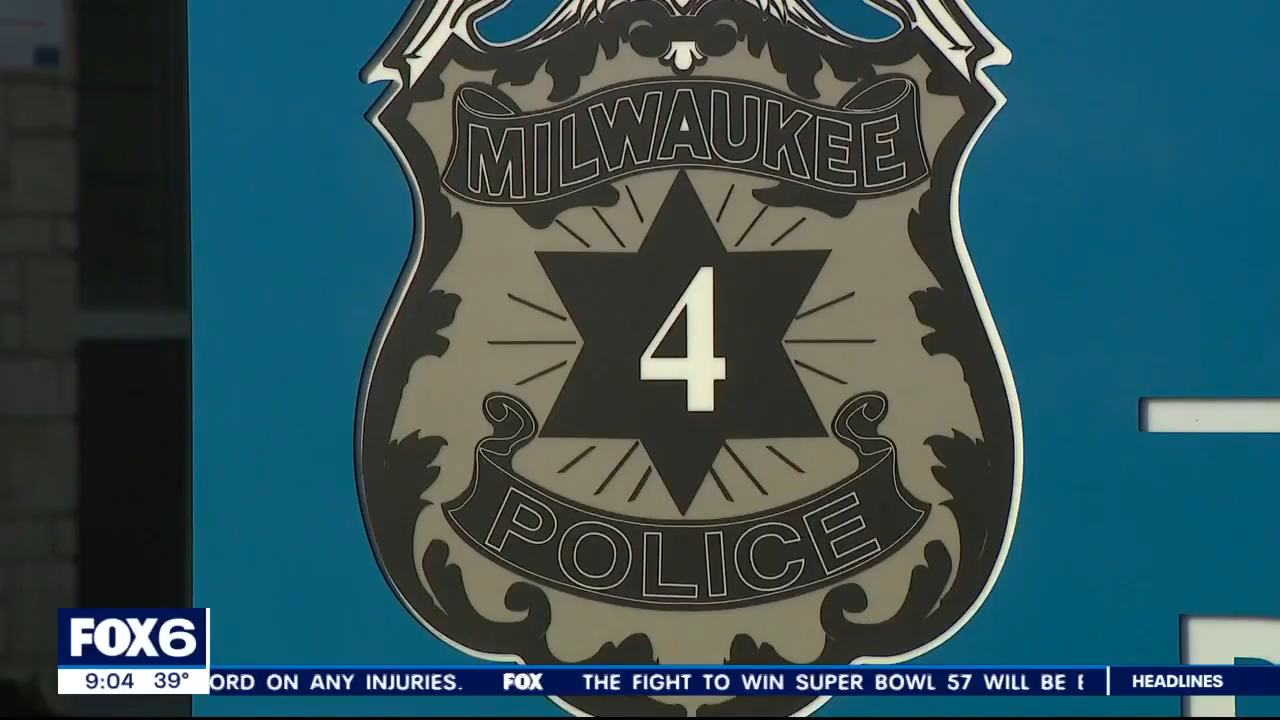 MILWAUKEE
4
POLICE
FOX6
9:04 39°
ORD ON ANY INJURIES. FOX THE FIGHT TO WIN SUPER BOWL 57 WILL BE
HEADLINES